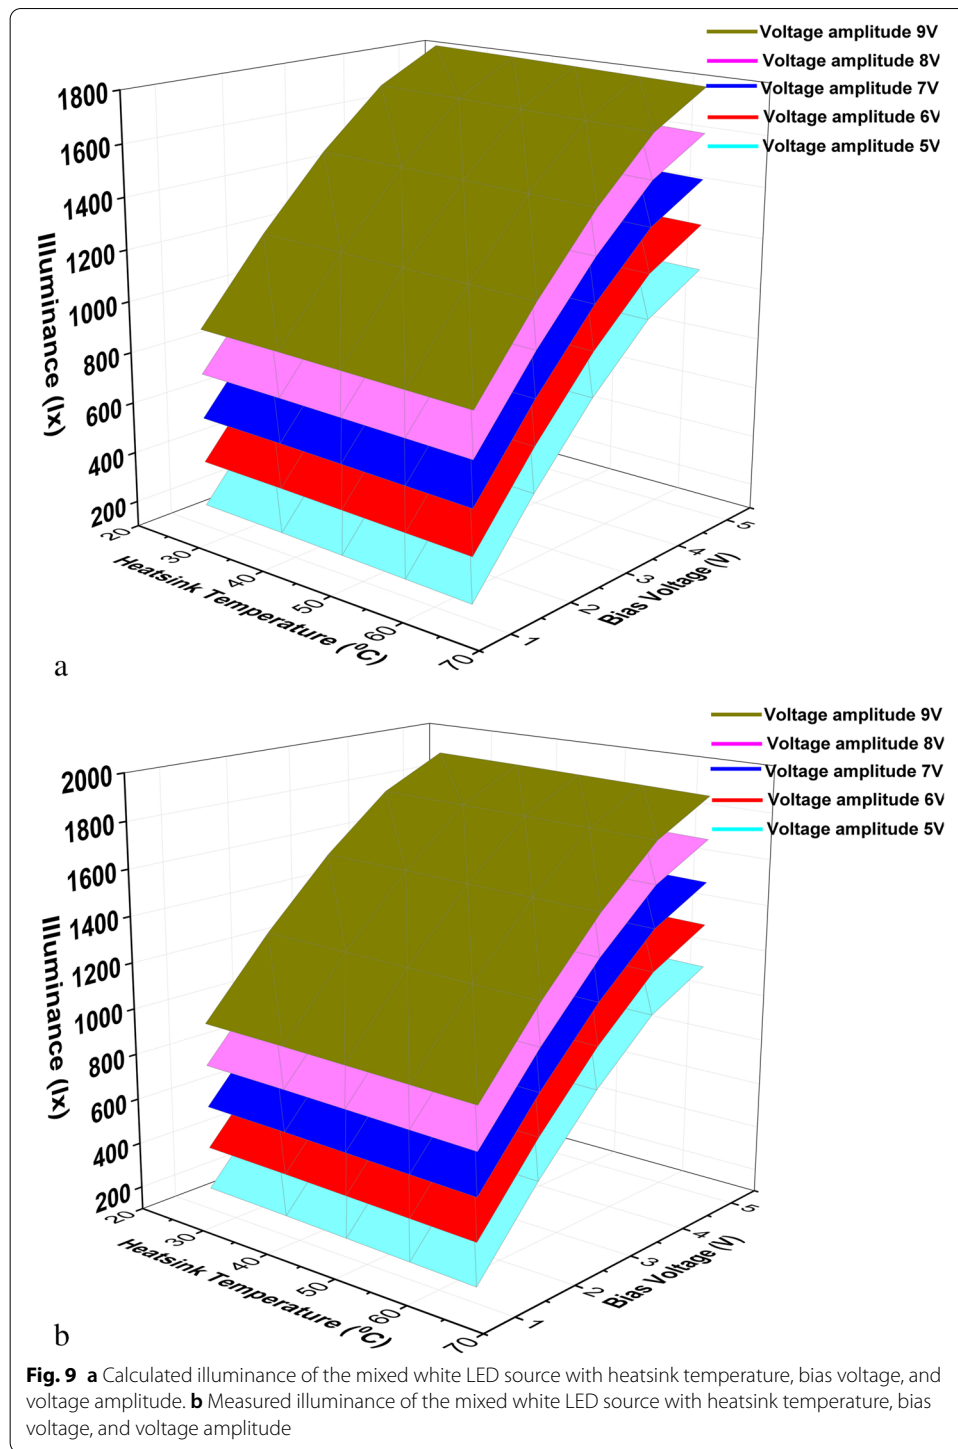 Voltage amplitude 9V
Voltage amplitude 8V
Voltage amplitude 7V
Voltage amplitude 6V
Voltage amplitude 5V
1800
1600
1400
1200
1000
800
600
400
200
Illuminance (lx)
20
30
40
50
60
70
Heatsink Temperature (⁰C)
1
2
3
4
5
Bias Voltage (V)
a
Voltage amplitude 9V
Voltage amplitude 8V
Voltage amplitude 7V
Voltage amplitude 6V
Voltage amplitude 5V
2000
1800
1600
1400
1200
1000
800
600
400
200
Illuminance (lx)
20
30
40
50
60
70
Heatsink Temperature (⁰C)
1
2
3
4
5
Bias Voltage (V)
b
Fig. 9 a Calculated illuminance of the mixed white LED source with heatsink temperature, bias voltage, and
voltage amplitude. b Measured illuminance of the mixed white LED source with heatsink temperature, bias
voltage, and voltage amplitude